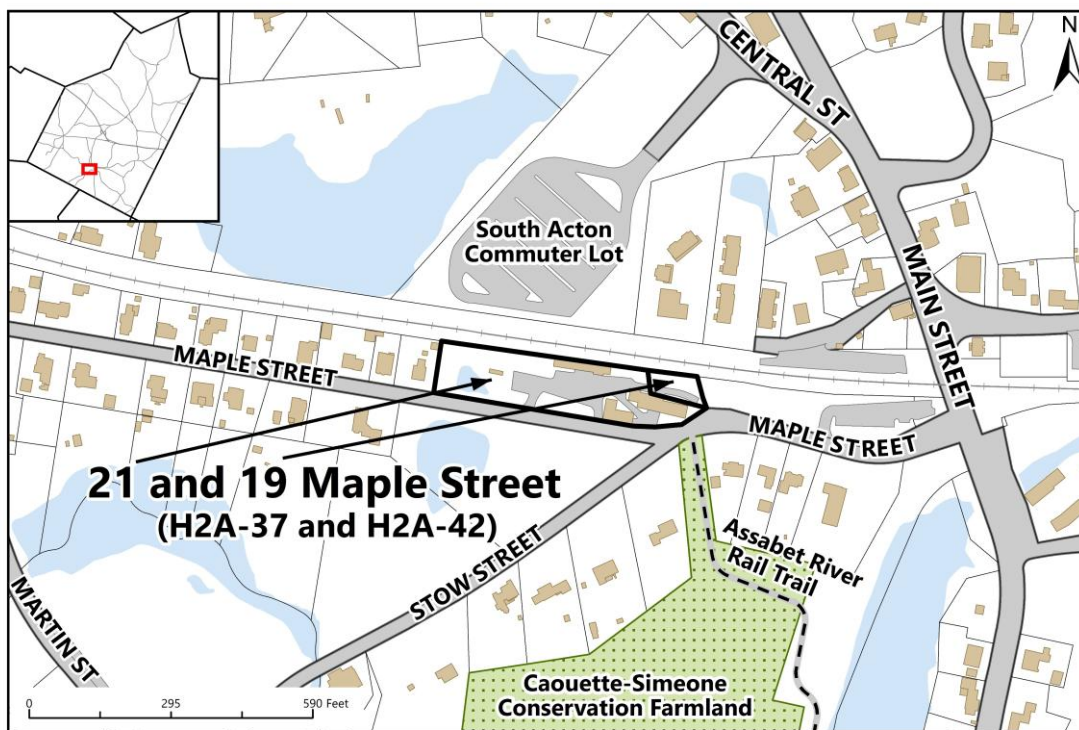 N
CENTRAL ST
South Acton
Commuter Lot
MAIN STREET
MAPLE STREET
MAPLE STREET
21 and 19 Maple Street
(H2A-37 and H2A-42)
Assabet River
Rail Trail
STOW STREET
MARTIN ST
Caouette-Simeone
Conservation Farmland
0 295 590 Feet